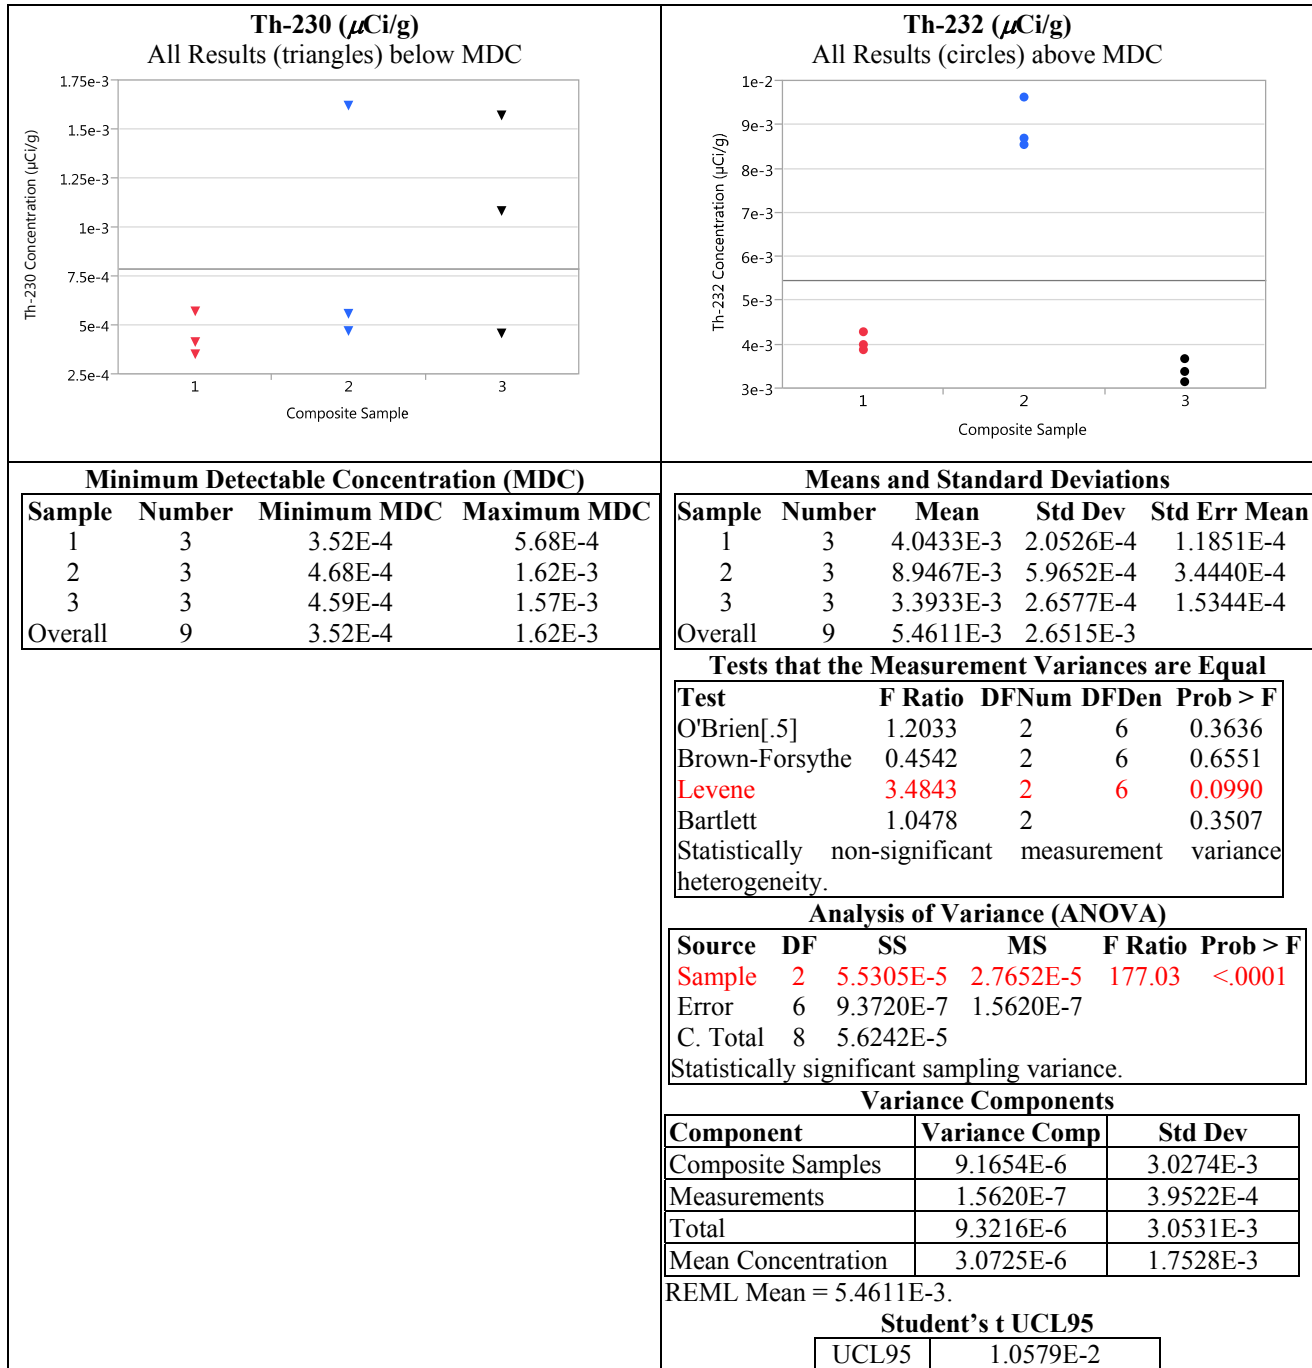 Th-230 (μCi/g)
All Results (triangles) below MDC
1.75e-3
1.5e-3
1.25e-3
1e-3
7.5e-4
5e-4
2.5e-4
Th-230 Concentration (µCi/g)
1 2 3
Composite Sample
Th-232 (μCi/g)
All Results (circles) above MDC
1e-2
9e-3
8e-3
7e-3
6e-3
5e-3
4e-3
3e-3
Th-232 Concentration (µCi/g)
1 2 3
Composite Sample
Minimum Detectable Concentration (MDC)
Sample Number Minimum MDC Maximum MDC
1 3 3.52E-4 5.68E-4
2 3 4.68E-4 1.62E-3
3 3 4.59E-4 1.57E-3
Overall 9 3.52E-4 1.62E-3
Means and Standard Deviations
Sample Number Mean Std Dev Std Err Mean
1 3 4.0433E-3 2.0526E-4 1.1851E-4
2 3 8.9467E-3 5.9652E-4 3.4440E-4
3 3 3.3933E-3 2.6577E-4 1.5344E-4
Overall 9 5.4611E-3 2.6515E-3
Tests that the Measurement Variances are Equal
Test F Ratio DFNum DFDen Prob > F
O'Brien[.5] 1.2033 2 6 0.3636
Brown-Forsythe 0.4542 2 6 0.6551
Levene 3.4843 2 6 0.0990
Bartlett 1.0478 2 0.3507
Statistically non-significant measurement variance
heterogeneity.
Analysis of Variance (ANOVA)
Source DF SS MS F Ratio Prob > F
Sample 2 5.5305E-5 2.7652E-5 177.03 <.0001
Error 6 9.3720E-7 1.5620E-7
C. Total 8 5.6242E-5
Statistically significant sampling variance.
Variance Components
Component Variance Comp Std Dev
Composite Samples 9.1654E-6 3.0274E-3
Measurements 1.5620E-7 3.9522E-4
Total 9.3216E-6 3.0531E-3
Mean Concentration 3.0725E-6 1.7528E-3
REML Mean = 5.4611E-3.
Student's t UCL95
UCL95 1.0579E-2